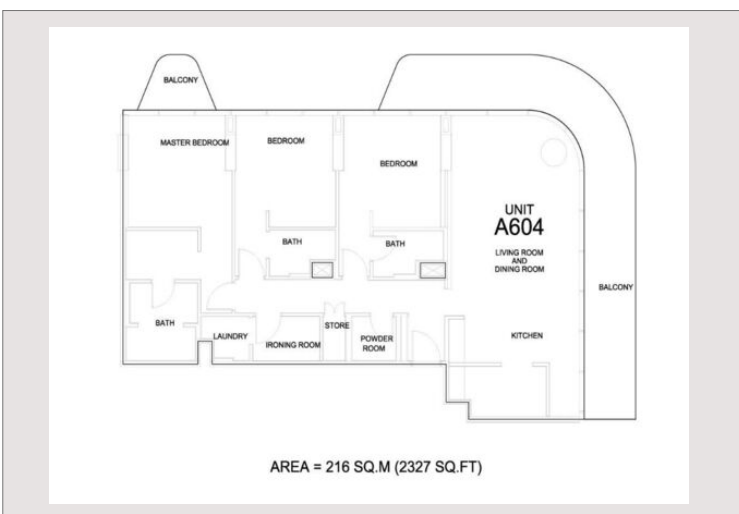 BALCONY
MASTER BEDROOM
BEDROOM
BEDROOM
UNIT
A604
LIVING ROOM
AND
DINING ROOM
BATH
BATH
BALCONY
BATH
LAUNDRY
IRONING ROOM
STORE
POWDER
ROOM
KITCHEN
AREA = 216 SQ.M (2327 SQ.FT)